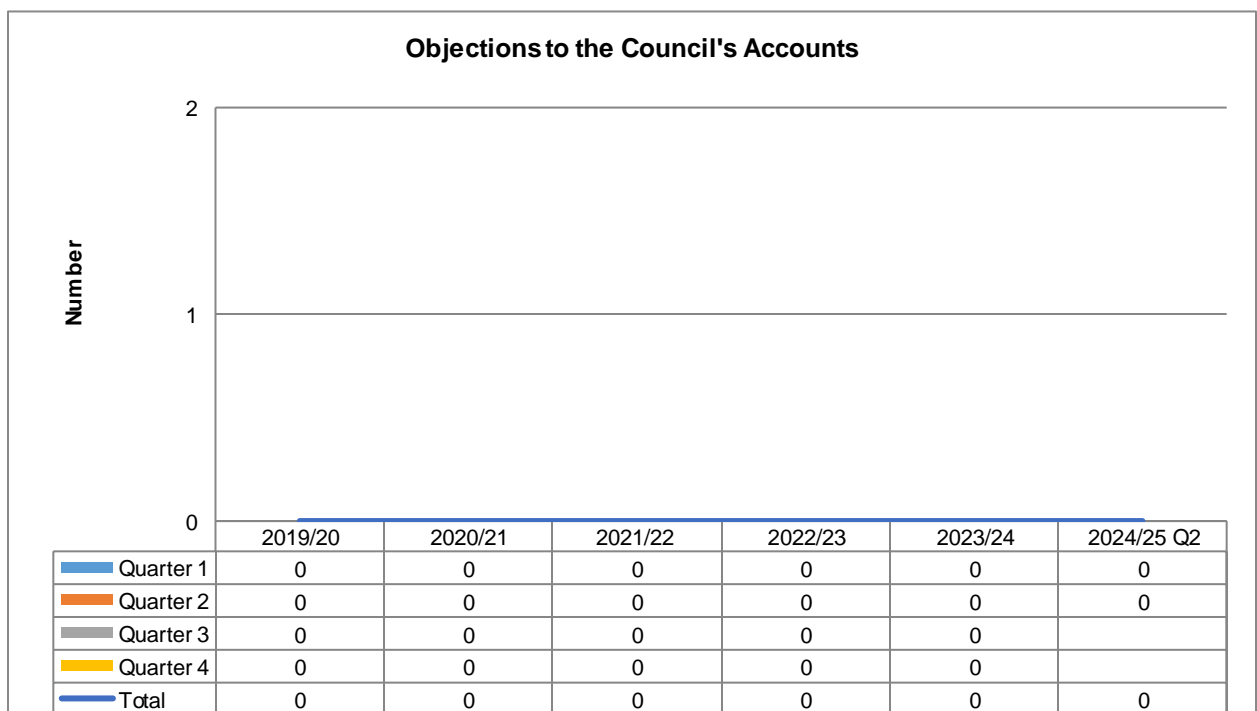 Objections to the Council's Accounts
2
Number
1
0
2019/20 2020/21 2021/22 2022/23 2023/24 2024/25 Q2
Quarter 1 0 0 0 0 0 0
Quarter 2 0 0 0 0 0 0
Quarter 3 0 0 0 0 0
Quarter 4 0 0 0 0 0
Total 0 0 0 0 0 0